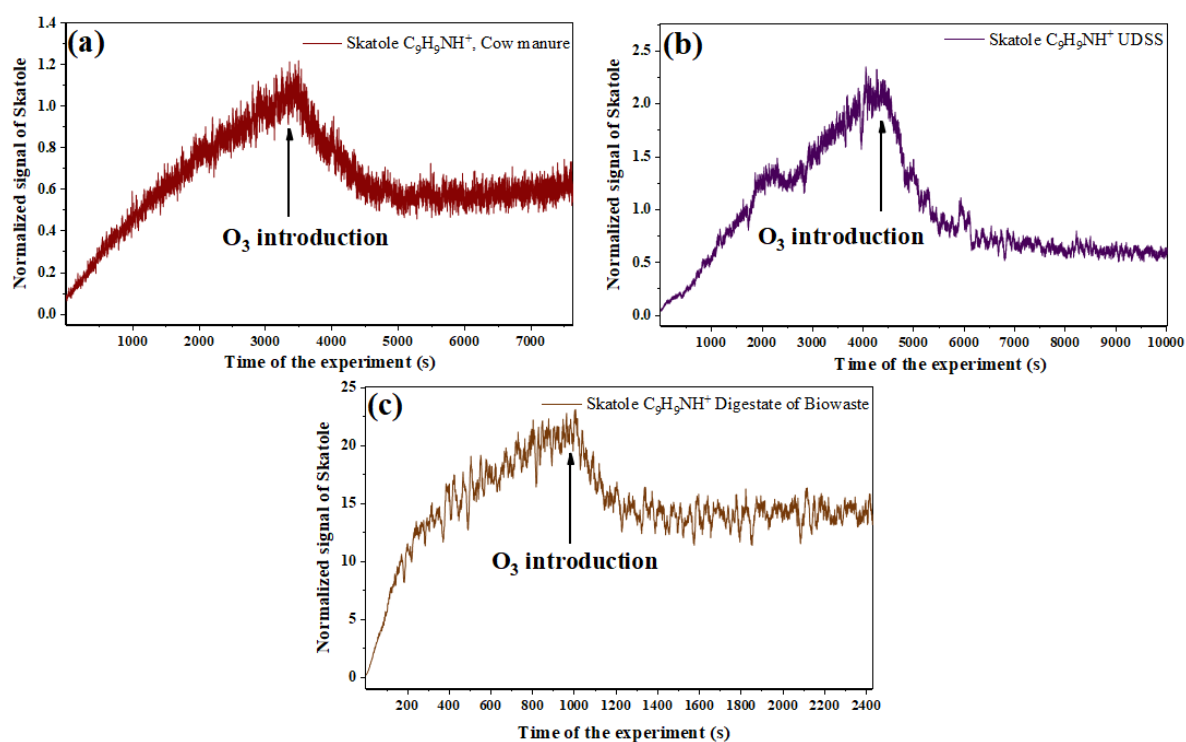 (a)
Skatole C₉H₉NH⁺, Cow manure
Normalized signal of Skatole
1.4
1.2
1.0
0.8
0.6
0.4
0.2
0.0
O₃ introduction
1000 2000 3000 4000 5000 6000 7000
Time of the experiment (s)
(b)
Skatole C₉H₉NH⁺ UDSS
Normalized signal of Skatole
2.5
2.0
1.5
1.0
0.5
0.0
O₃ introduction
1000 2000 3000 4000 5000 6000 7000 8000 9000 10000
Time of the experiment (s)
(c)
Skatole C₉H₉NH⁺ Digestate of Biowaste
Normalized signal of Skatole
25
20
15
10
5
0
O₃ introduction
200 400 600 800 1000 1200 1400 1600 1800 2000 2200 2400
Time of the experiment (s)